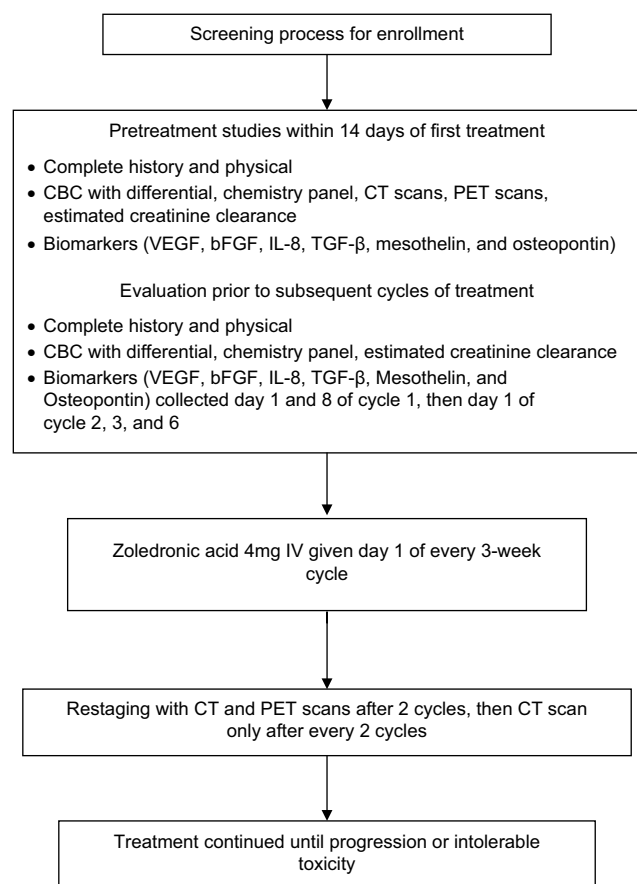 Screening process for enrollment
Pretreatment studies within 14 days of first treatment
• Complete history and physical
• CBC with differential, chemistry panel, CT scans, PET scans,
estimated creatinine clearance
• Biomarkers (VEGF, bFGF, IL-8, TGF-β, mesothelin, and osteopontin)
Evaluation prior to subsequent cycles of treatment
• Complete history and physical
• CBC with differential, chemistry panel, estimated creatinine clearance
• Biomarkers (VEGF, bFGF, IL-8, TGF-β, Mesothelin, and
Osteopontin) collected day 1 and 8 of cycle 1, then day 1 of
cycle 2, 3, and 6
Zoledronic acid 4mg IV given day 1 of every 3-week
cycle
Restaging with CT and PET scans after 2 cycles, then CT scan
only after every 2 cycles
Treatment continued until progression or intolerable
toxicity